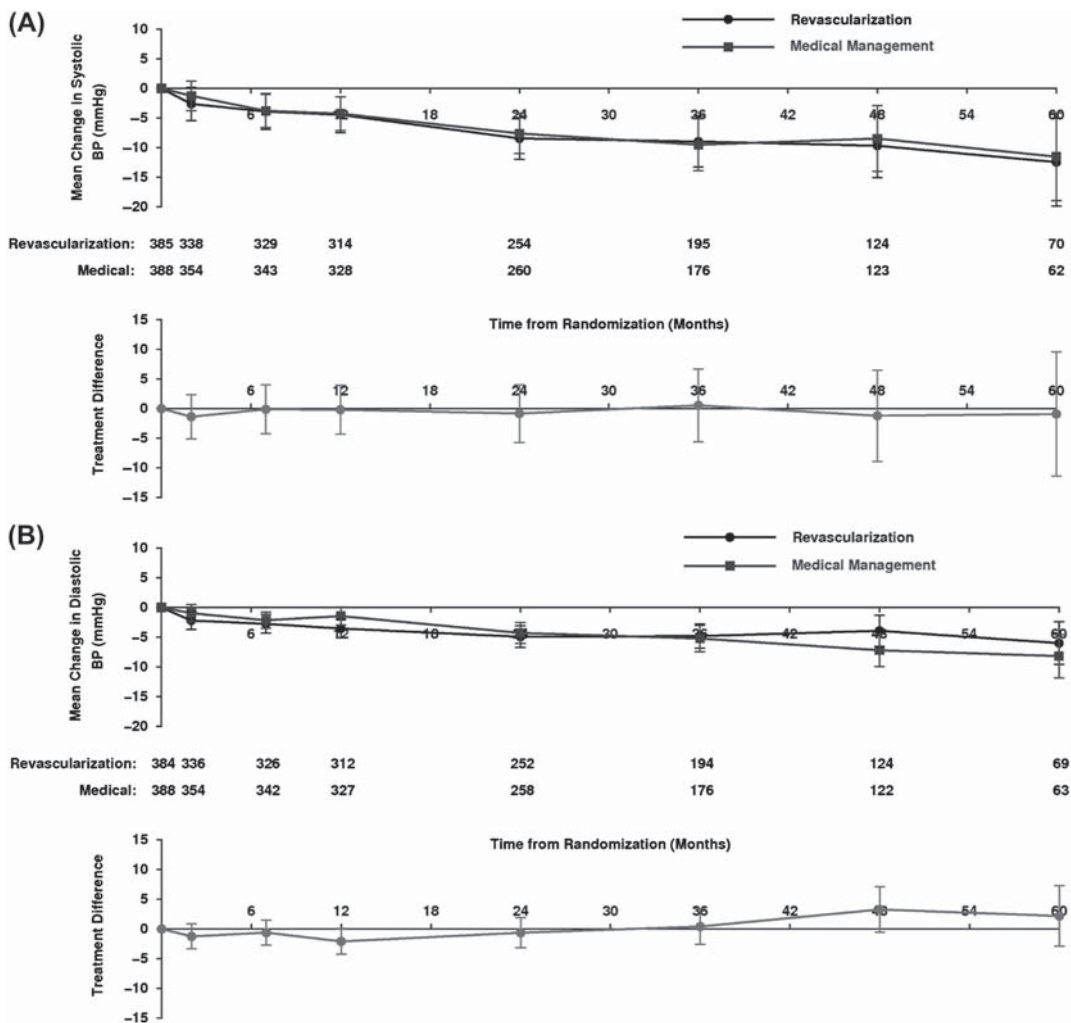 (A)
Revascularization
Medical Management
Mean Change in Systolic
BP (mmHg)
10
5
0
−5
−10
−15
−20
6 12 18 24 30 36 42 48 54 60
Revascularization: 385 338 329 314 254 195 124 70
Medical: 388 354 343 328 260 176 123 62
Time from Randomization (Months)
Treatment Difference
15
10
5
0
−5
−10
−15
6 12 18 24 30 36 42 48 54 60
(B)
Revascularization
Medical Management
Mean Change in Diastolic
BP (mmHg)
10
5
0
−5
−10
−15
−20
6 12 18 24 30 36 42 48 54 60
Revascularization: 384 336 326 312 252 194 124 69
Medical: 388 354 342 327 258 176 122 63
Time from Randomization (Months)
Treatment Difference
15
10
5
0
−5
−10
−15
6 12 18 24 30 36 42 48 54 60